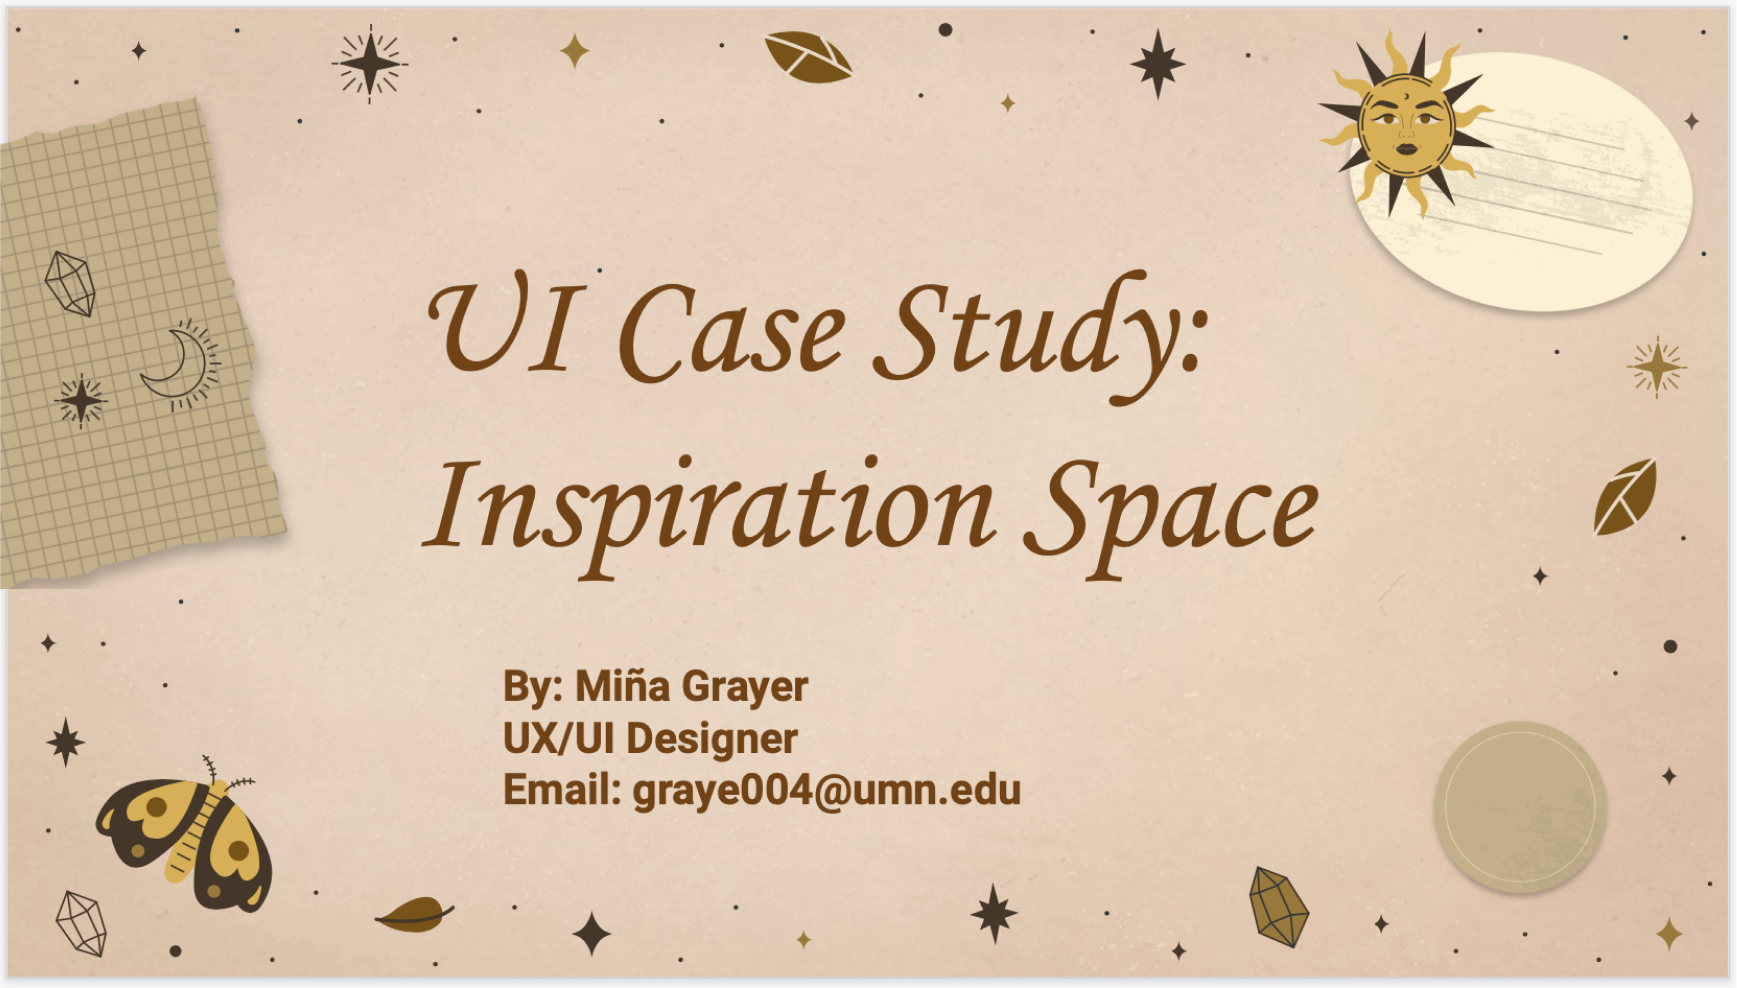 UI Case Study:
Inspiration Space
By: Miña Grayer
UX/UI Designer
Email: graye004@umn.edu